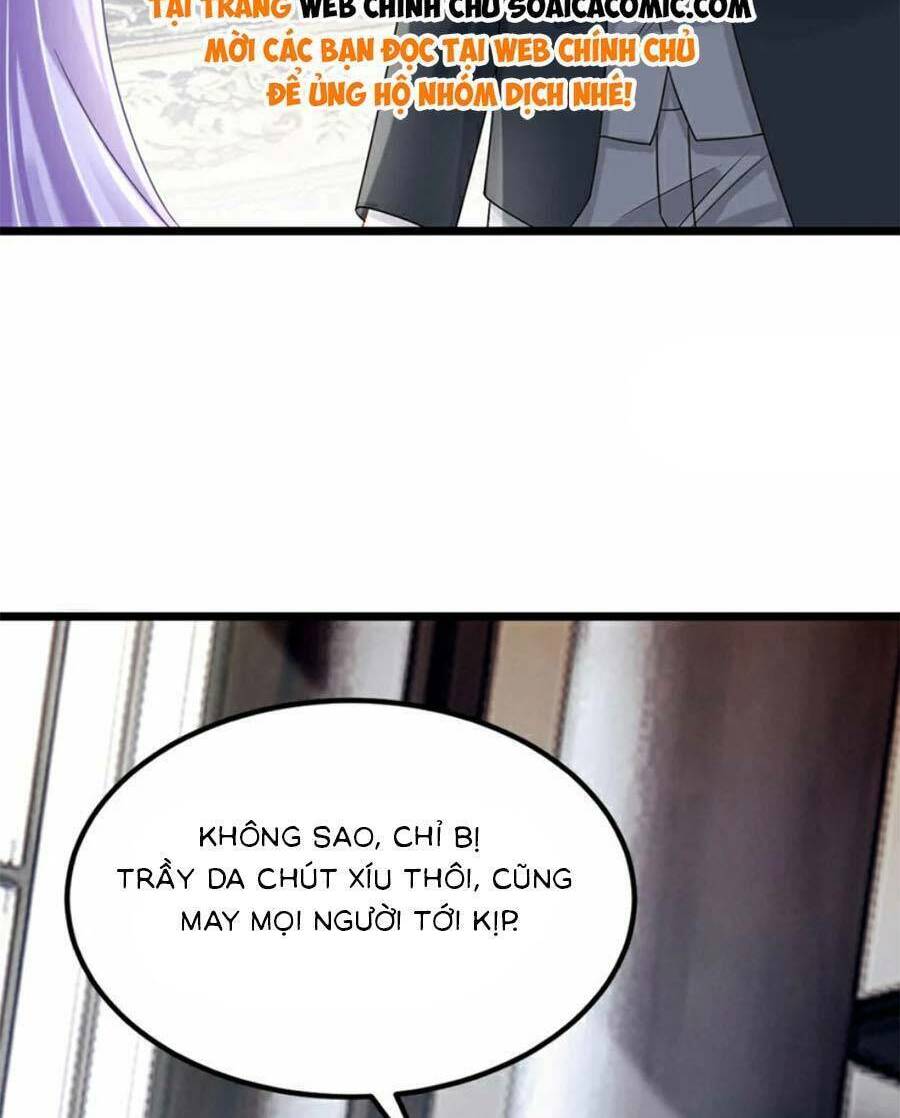 TẠI TRANG WEB CHÍNH CHỦ SOAICACOMIC.COM
MỜI CÁC BẠN ĐỌC TẠI WEB CHÍNH CHỦ
ĐỂ ỦNG HỘ NHÓM DỊCH NHÉ!
KHÔNG SAO, CHỈ BỊ
TRẦY DA CHÚT XÍU THÔI, CŨNG
MAY MỌI NGƯỜI TỚI KỊP.